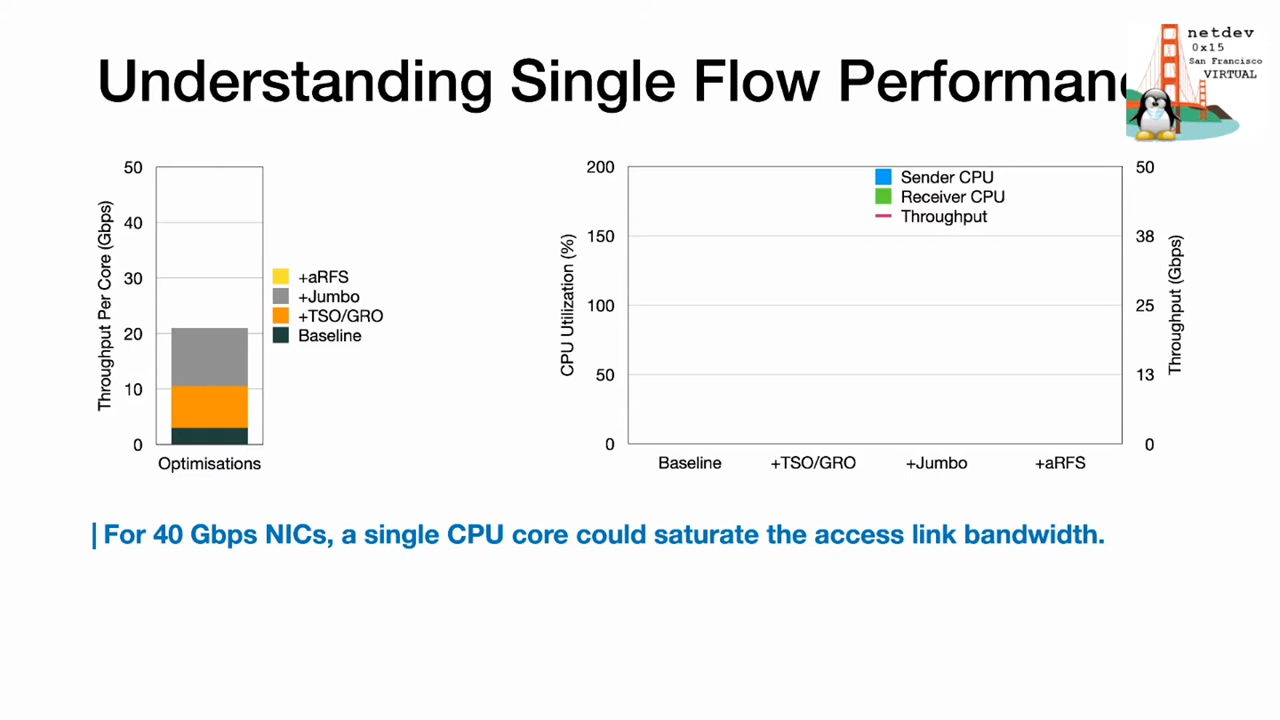 Understanding Single Flow Performanc
netdev
0x15
San Francisco
VIRTUAL
50
40
30
20
10
0
Throughput Per Core (Gbps)
Optimisations
+aRFS
+Jumbo
+TSO/GRO
Baseline
200
150
100
50
0
CPU Utilization (%)
Sender CPU
Receiver CPU
Throughput
50
38
25
13
0
Throughput (Gbps)
Baseline
+TSO/GRO
+Jumbo
+aRFS
For 40 Gbps NICs, a single CPU core could saturate the access link bandwidth.